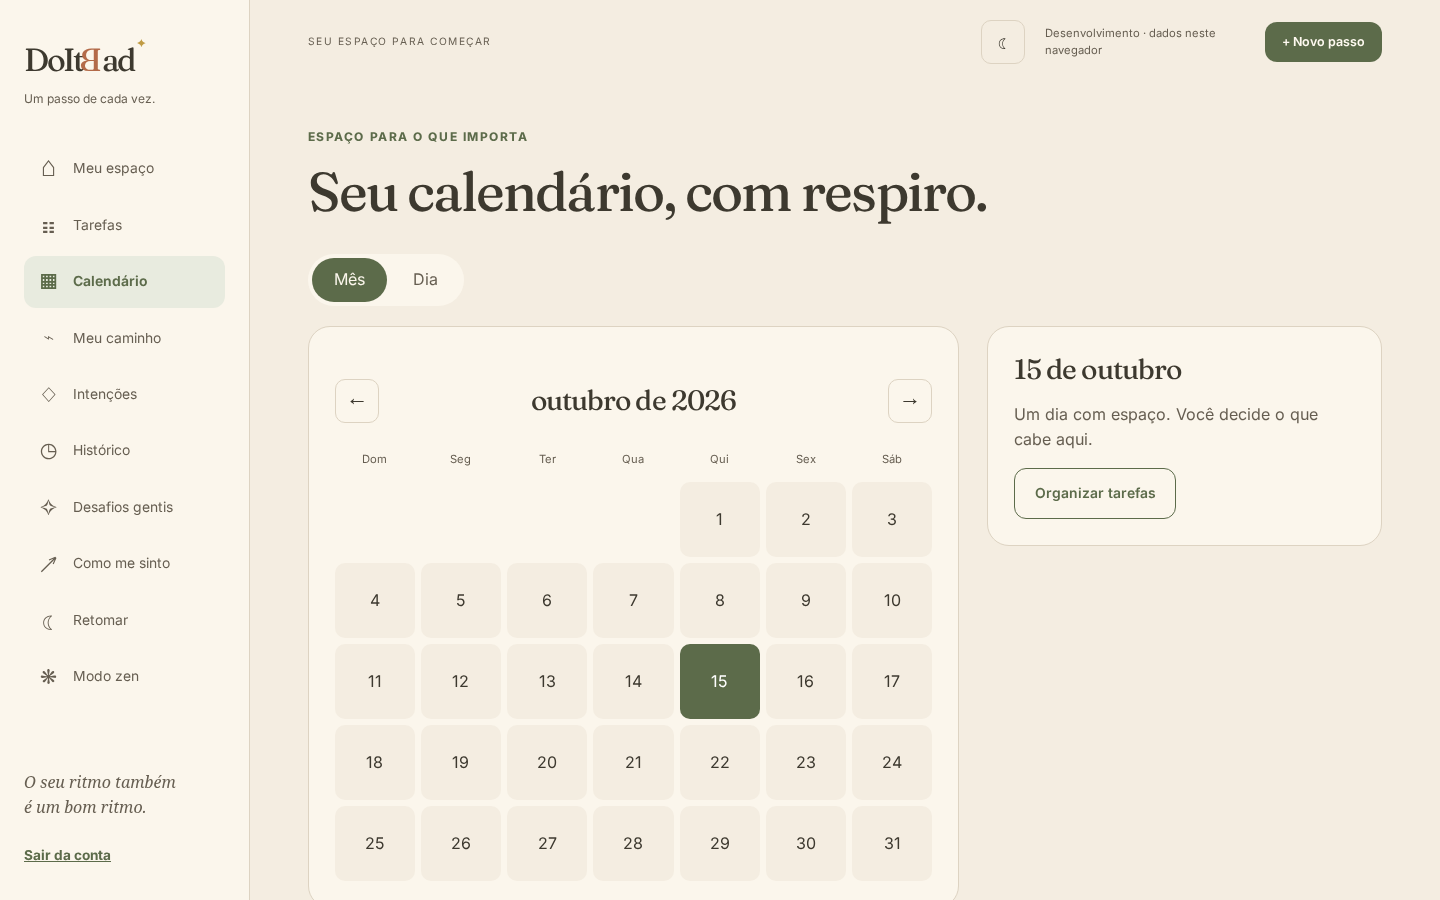 DoItBad
Um passo de cada vez.
Meu espaço
Tarefas
Calendário
Meu caminho
Intenções
Histórico
Desafios gentis
Como me sinto
Retomar
Modo zen
O seu ritmo também
é um bom ritmo.
Sair da conta
SEU ESPAÇO PARA COMEÇAR
Desenvolvimento · dados neste
navegador
+ Novo passo
ESPAÇO PARA O QUE IMPORTA
Seu calendário, com respiro.
Mês Dia
← outubro de 2026 →
Dom Seg Ter Qua Qui Sex Sáb
1 2 3
4 5 6 7 8 9 10
11 12 13 14 15 16 17
18 19 20 21 22 23 24
25 26 27 28 29 30 31
15 de outubro
Um dia com espaço. Você decide o que
cabe aqui.
Organizar tarefas